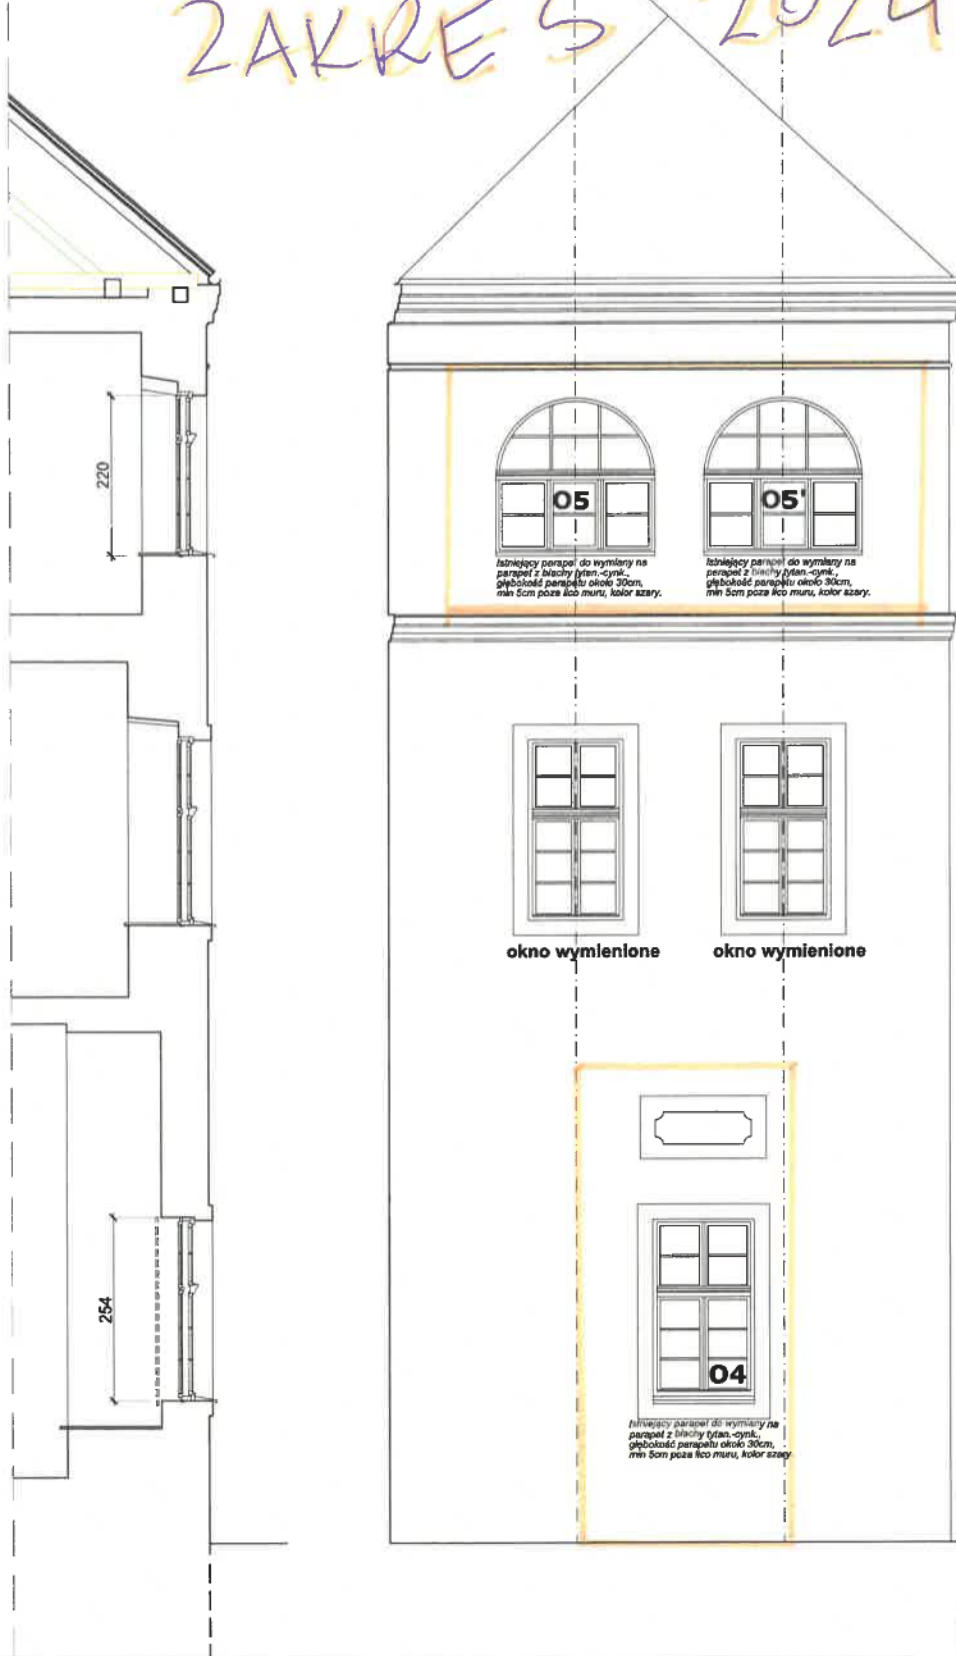 ZAKRES 2024
220
O5
O5'
Istniejący parapet do wymiany na
parapet z blachy tytan.-cynk.,
głębokość parapetu około 30cm,
min 5cm poza lico muru, kolor szary.
Istniejący parapet do wymiany na
parapet z blachy tytan.-cynk.,
głębokość parapetu około 30cm,
min 5cm poza lico muru, kolor szary.
okno wymienione
okno wymienione
254
O4
Istniejący parapet do wymiany na
parapet z blachy tytan.-cynk.,
głębokość parapetu około 30cm,
min 5cm poza lico muru, kolor szary